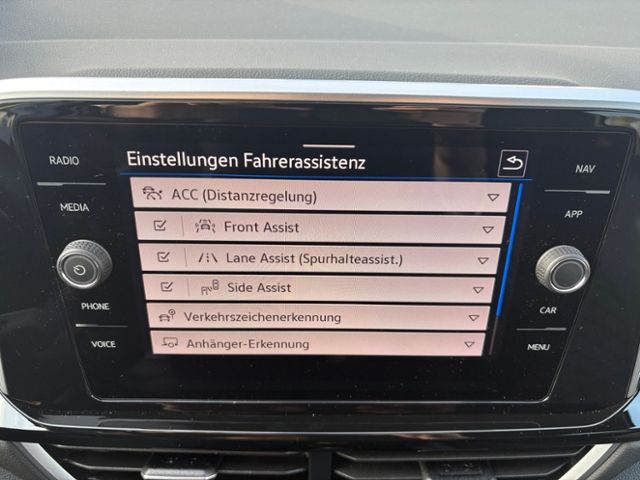 RADIO
MEDIA
PHONE
VOICE
Einstellungen Fahrerassistenz
ACC (Distanzregelung)
Front Assist
Lane Assist (Spurhalteassist.)
Side Assist
Verkehrszeichenerkennung
Anhänger-Erkennung
NAV
APP
CAR
MENU